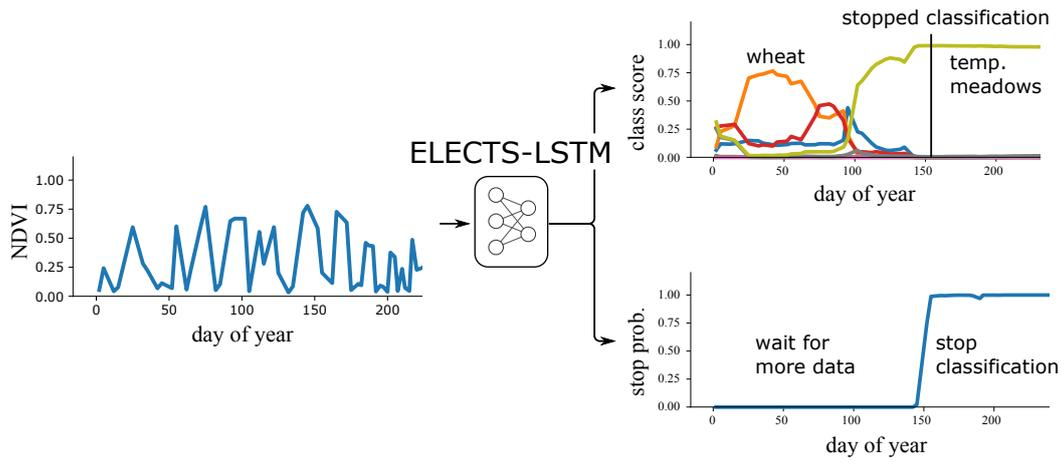 stopped classification
1.00
0.75
0.50
0.25
0.00
class score
wheat
temp.
meadows
0
50
100
150
200
day of year
ELECTS-LSTM
1.00
0.75
0.50
0.25
0.00
NDVI
0
50
100
150
200
day of year
1.00
0.75
0.50
0.25
0.00
stop prob.
wait for
more data
stop
classification
0
50
100
150
200
day of year